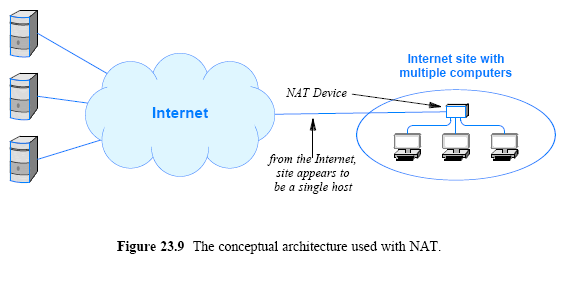 Internet site with
multiple computers
NAT Device
Internet
from the Internet,
site appears to
be a single host
Figure 23.9 The conceptual architecture used with NAT.